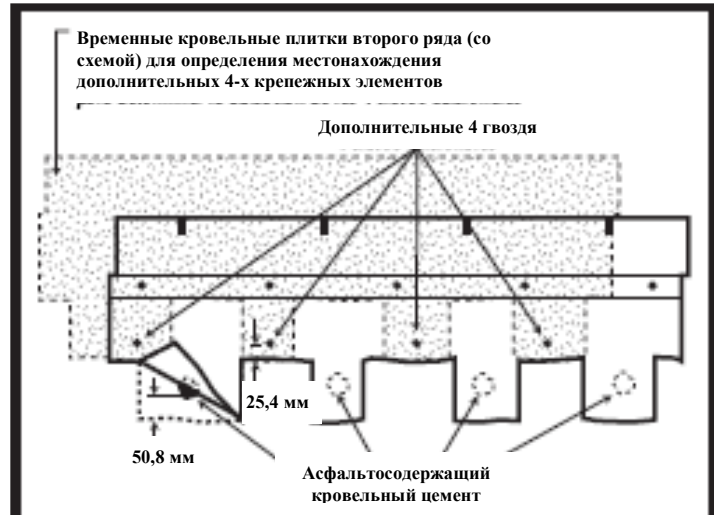 Временные кровельные плитки второго ряда (со
схемой) для определения местонахождения
дополнительных 4-х крепежных элементов
Дополнительные 4 гвоздя
25,4 мм
50,8 мм
Асфальтосодержащий
кровельный цемент